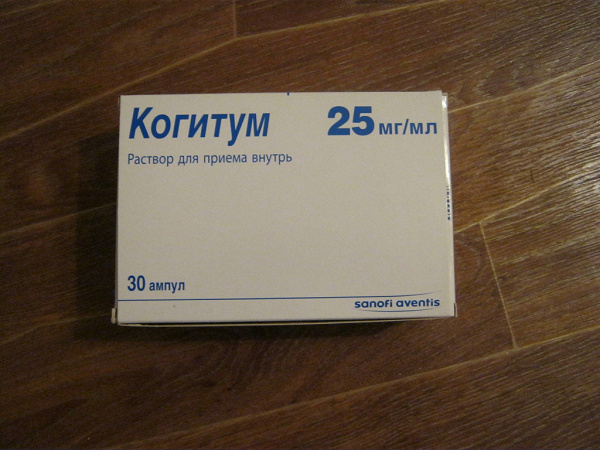 Когитум 25 мг/мл
Раствор для приема внутрь
30 ампул
sanofi aventis